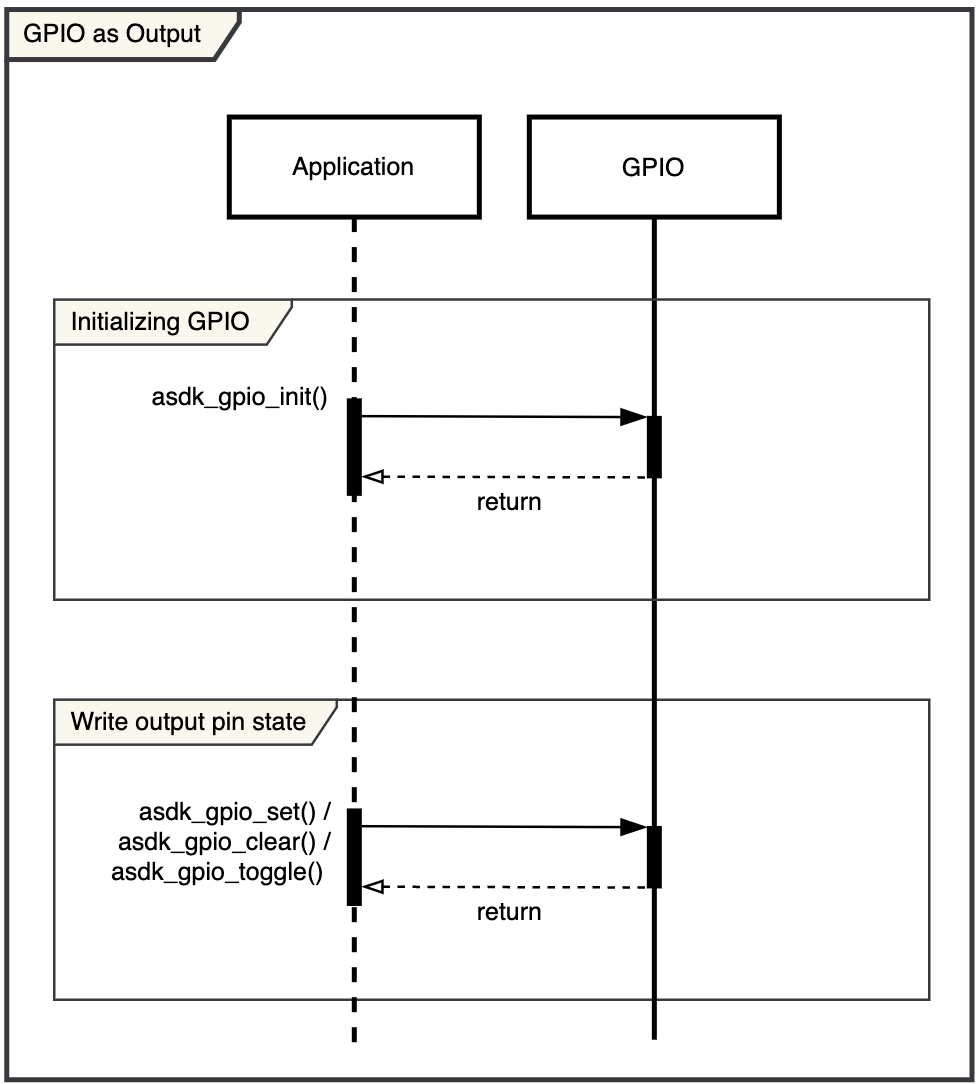 GPIO as Output
Application
GPIO
Initializing GPIO
asdk_gpio_init()
return
Write output pin state
asdk_gpio_set() /
asdk_gpio_clear() /
asdk_gpio_toggle()
return